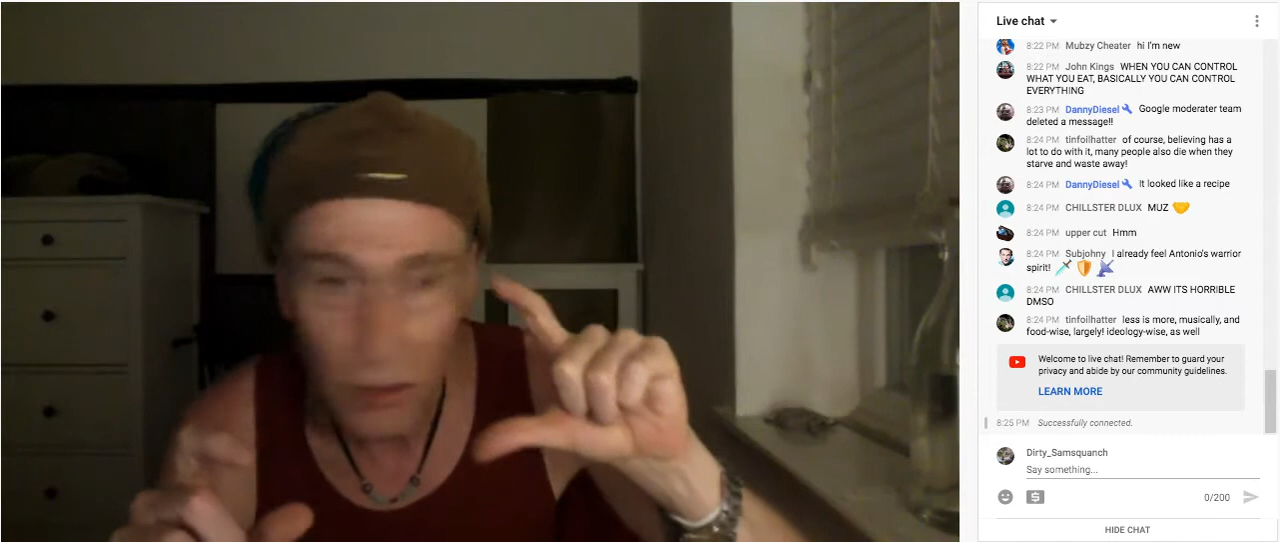 Live chat
8:22 PM Mubzy Cheater hi I'm new
8:22 PM John Kings WHEN YOU CAN CONTROL
WHAT YOU EAT, BASICALLY YOU CAN CONTROL
EVERYTHING
8:23 PM DannyDiesel Google moderater team
deleted a message!!
8:24 PM tinfoilhatter of course, believing has a
lot to do with it, many people also die when they
starve and waste away!
8:24 PM DannyDiesel It looked like a recipe
8:24 PM CHILLSTER DLUX MUZ
8:24 PM upper cut Hmm
8:24 PM Subjohny I already feel Antonio's warrior
spirit!
8:24 PM CHILLSTER DLUX AWW ITS HORRIBLE
DMSO
8:24 PM tinfoilhatter less is more, musically, and
food-wise, largely! ideology-wise, as well
Welcome to live chat! Remember to guard your
privacy and abide by our community guidelines.
LEARN MORE
8:25 PM Successfully connected.
Dirty_Samsquanch
Say something...
0/200
HIDE CHAT